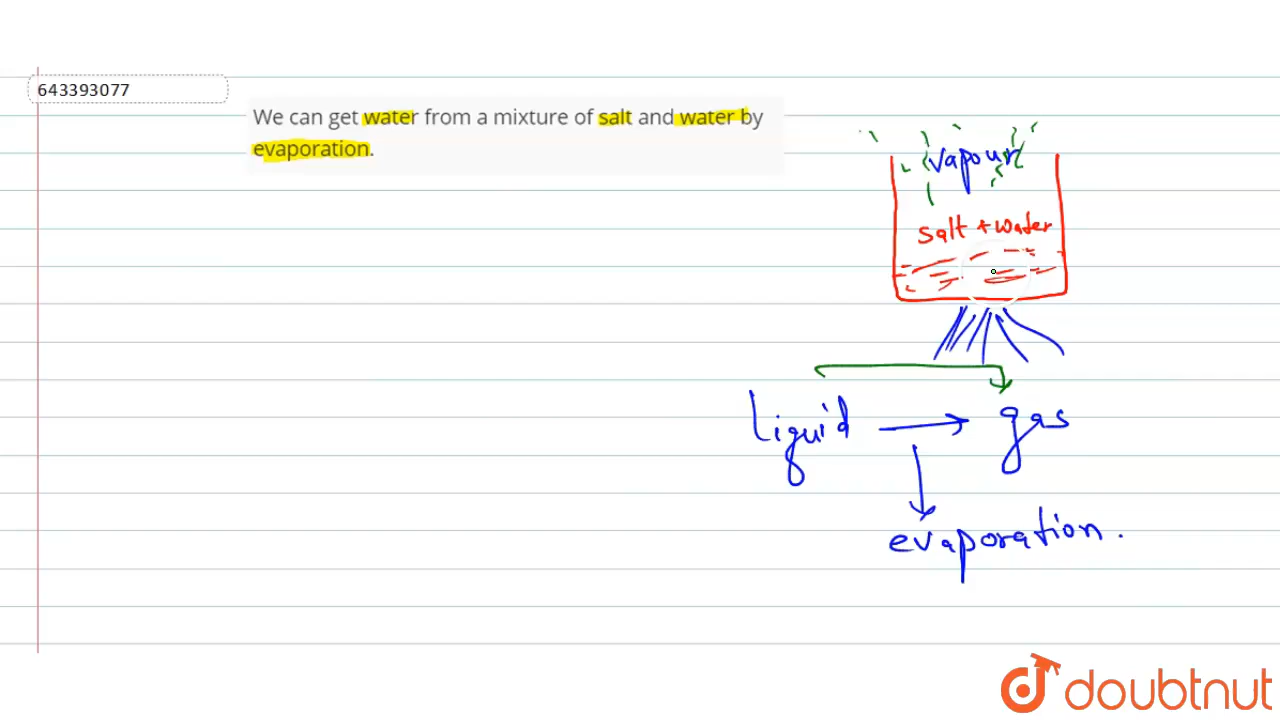 643393077
We can get water from a mixture of salt and water by
evaporation.
vapour
salt + water
Liquid → gas
evaporation.
doubtnut